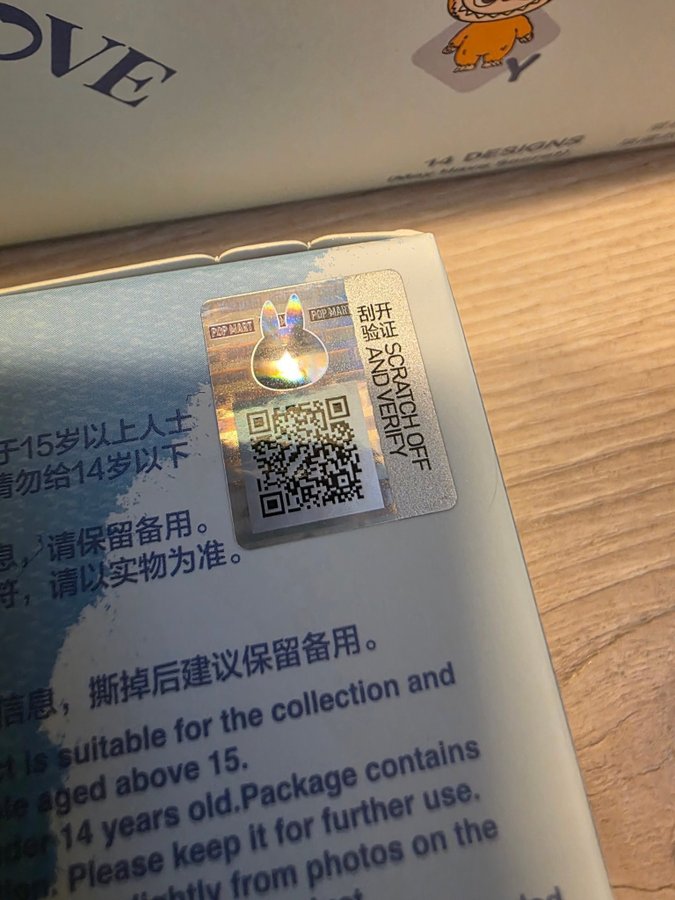 OVE
Y
14 DESIGNS
POP MART
POP MART
刮开
验证
SCRATCH OFF
AND VERIFY
于15岁以上人士
请勿给14岁以下
息，请保留备用。
符，请以实物为准。
信息，撕掉后建议保留备用。
ct is suitable for the collection and
aged above 15.
14 years old.Package contains
Please keep it for further use.
lightly from photos on the